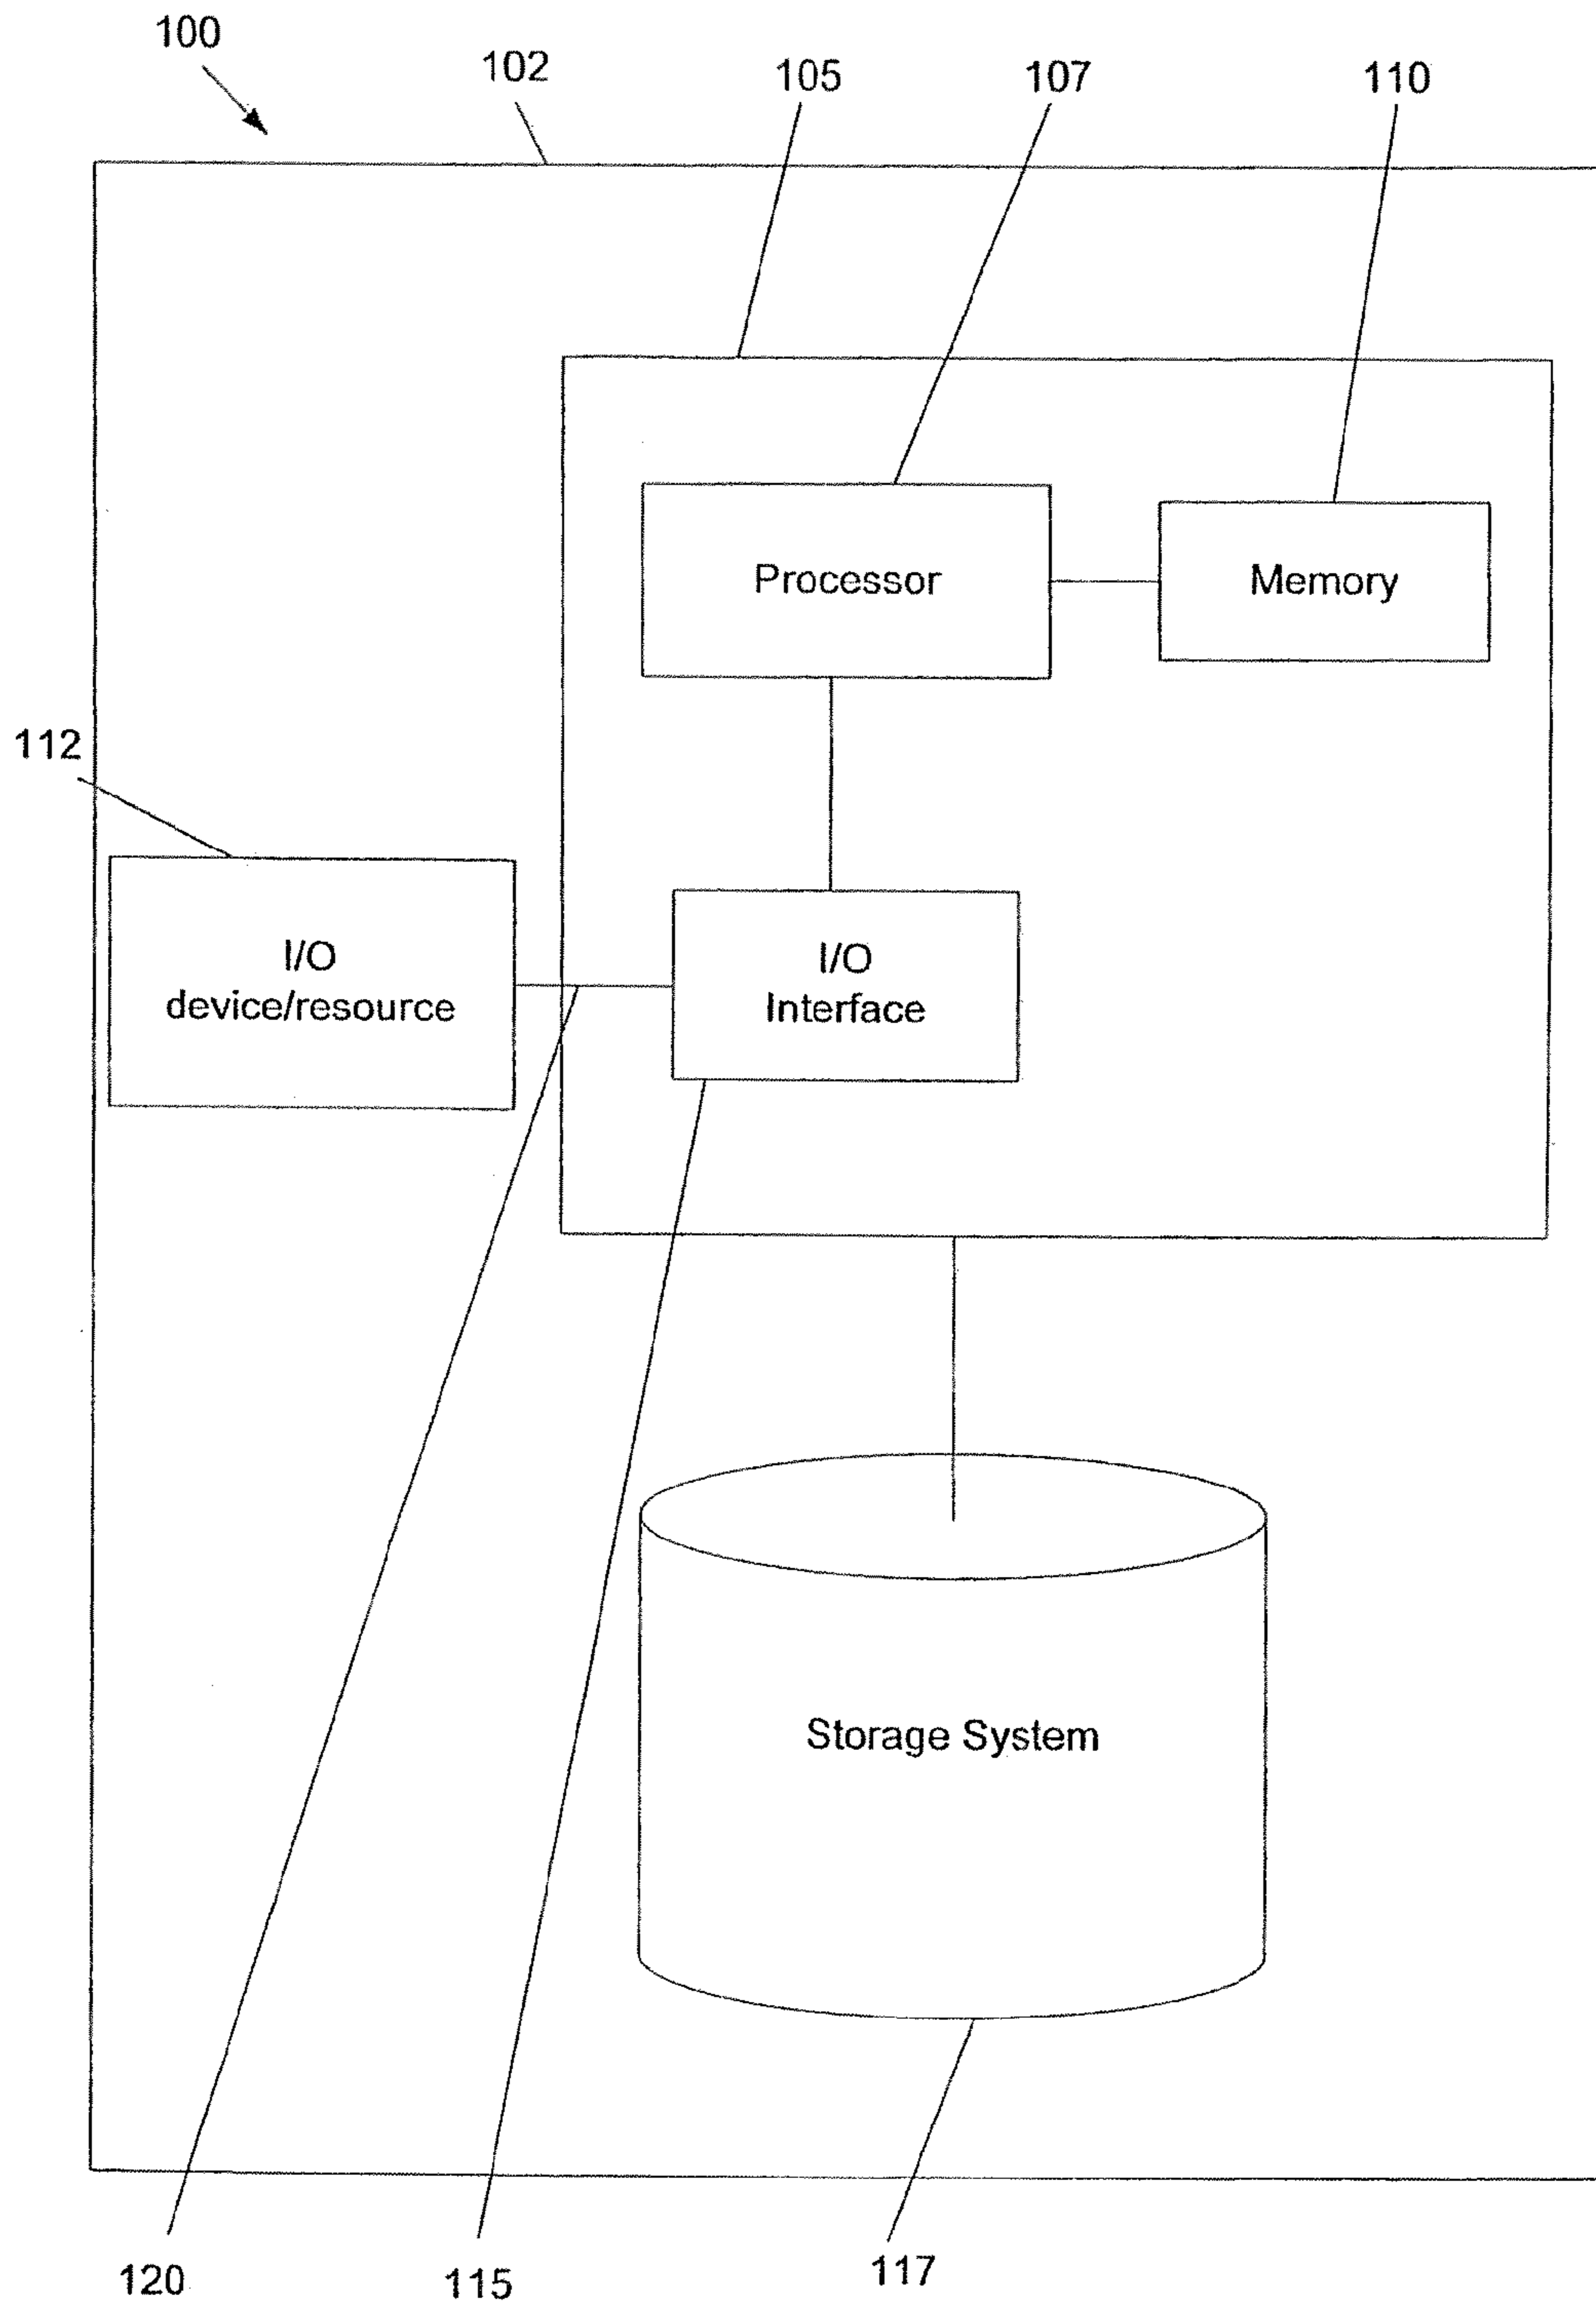 100
102
105
107
110
Processor
Memory
112
I/O
device/resource
I/O
Interface
Storage System
120
115
117